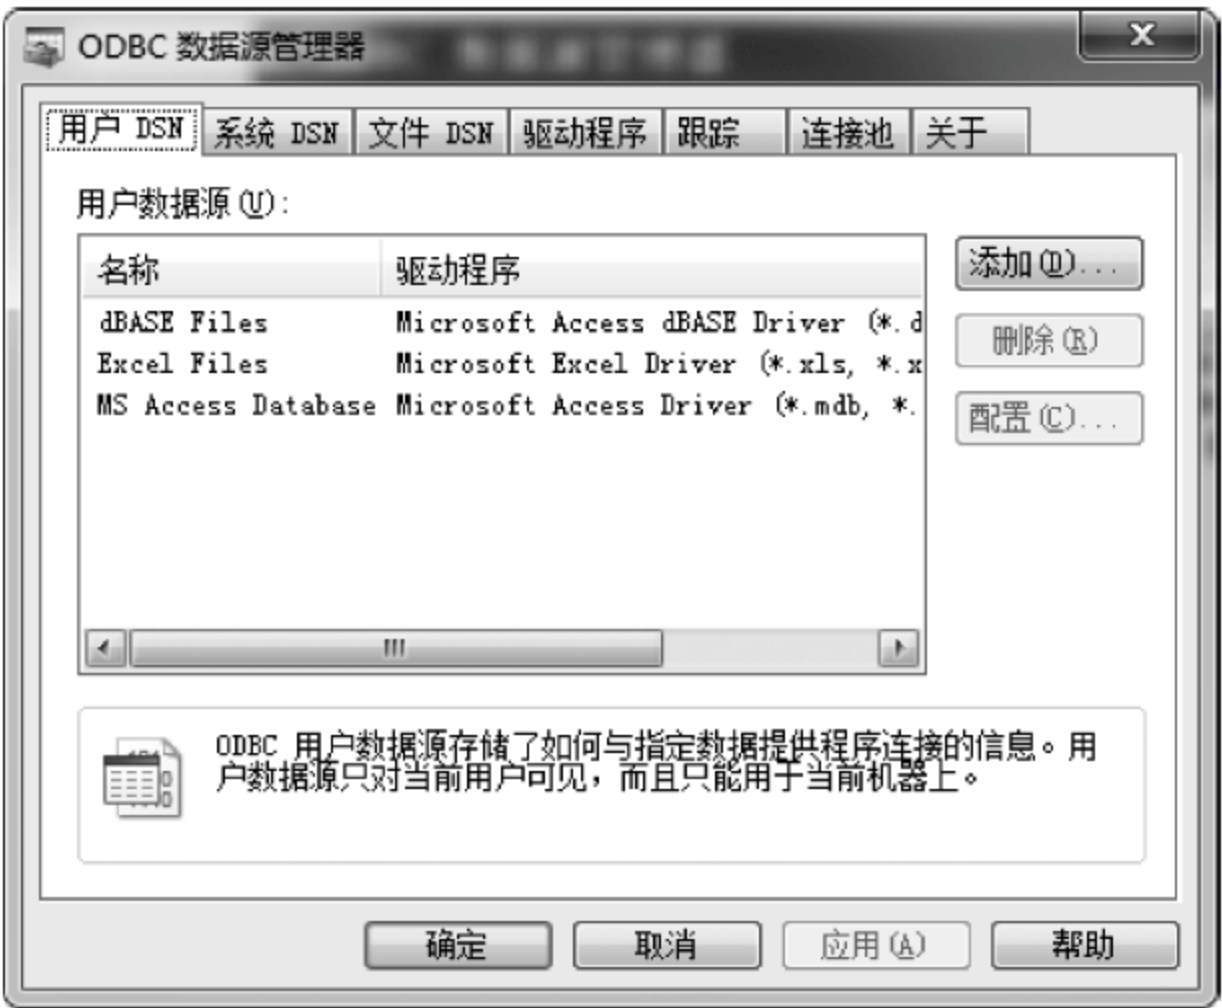 ODBC 数据源管理器
用户 DSN 系统 DSN 文件 DSN 驱动程序 跟踪 连接池 关于
用户数据源(U):
名称 驱动程序
添加(D)...
dBASE Files Microsoft Access dBASE Driver (*.d
Excel Files Microsoft Excel Driver (*.xls, *.x
删除(R)
MS Access Database Microsoft Access Driver (*.mdb, *.
配置(C)...
ODBC 用户数据源存储了如何与指定数据提供程序连接的信息。用
户数据源只对当前用户可见，而且只能用于当前机器上。
确定 取消 应用(A) 帮助